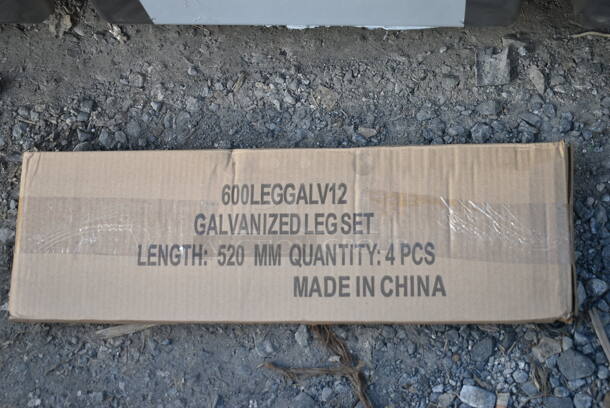 600LEGGALV12
GALVANIZED LEG SET
LENGTH: 520 MM QUANTITY: 4 PCS
MADE IN CHINA